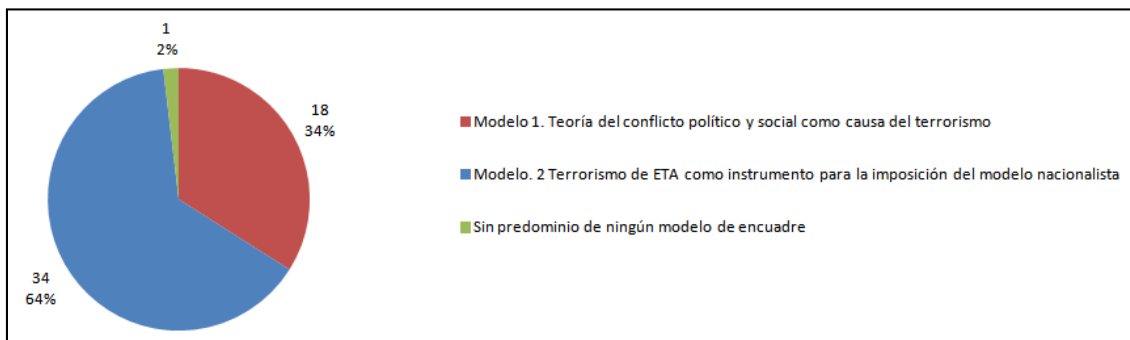 1
2%
18
34%
Modelo 1. Teoría del conflicto político y social como causa del terrorismo
Modelo. 2 Terrorismo de ETA como instrumento para la imposición del modelo nacionalista
Sin predominio de ningún modelo de encuadre
34
64%